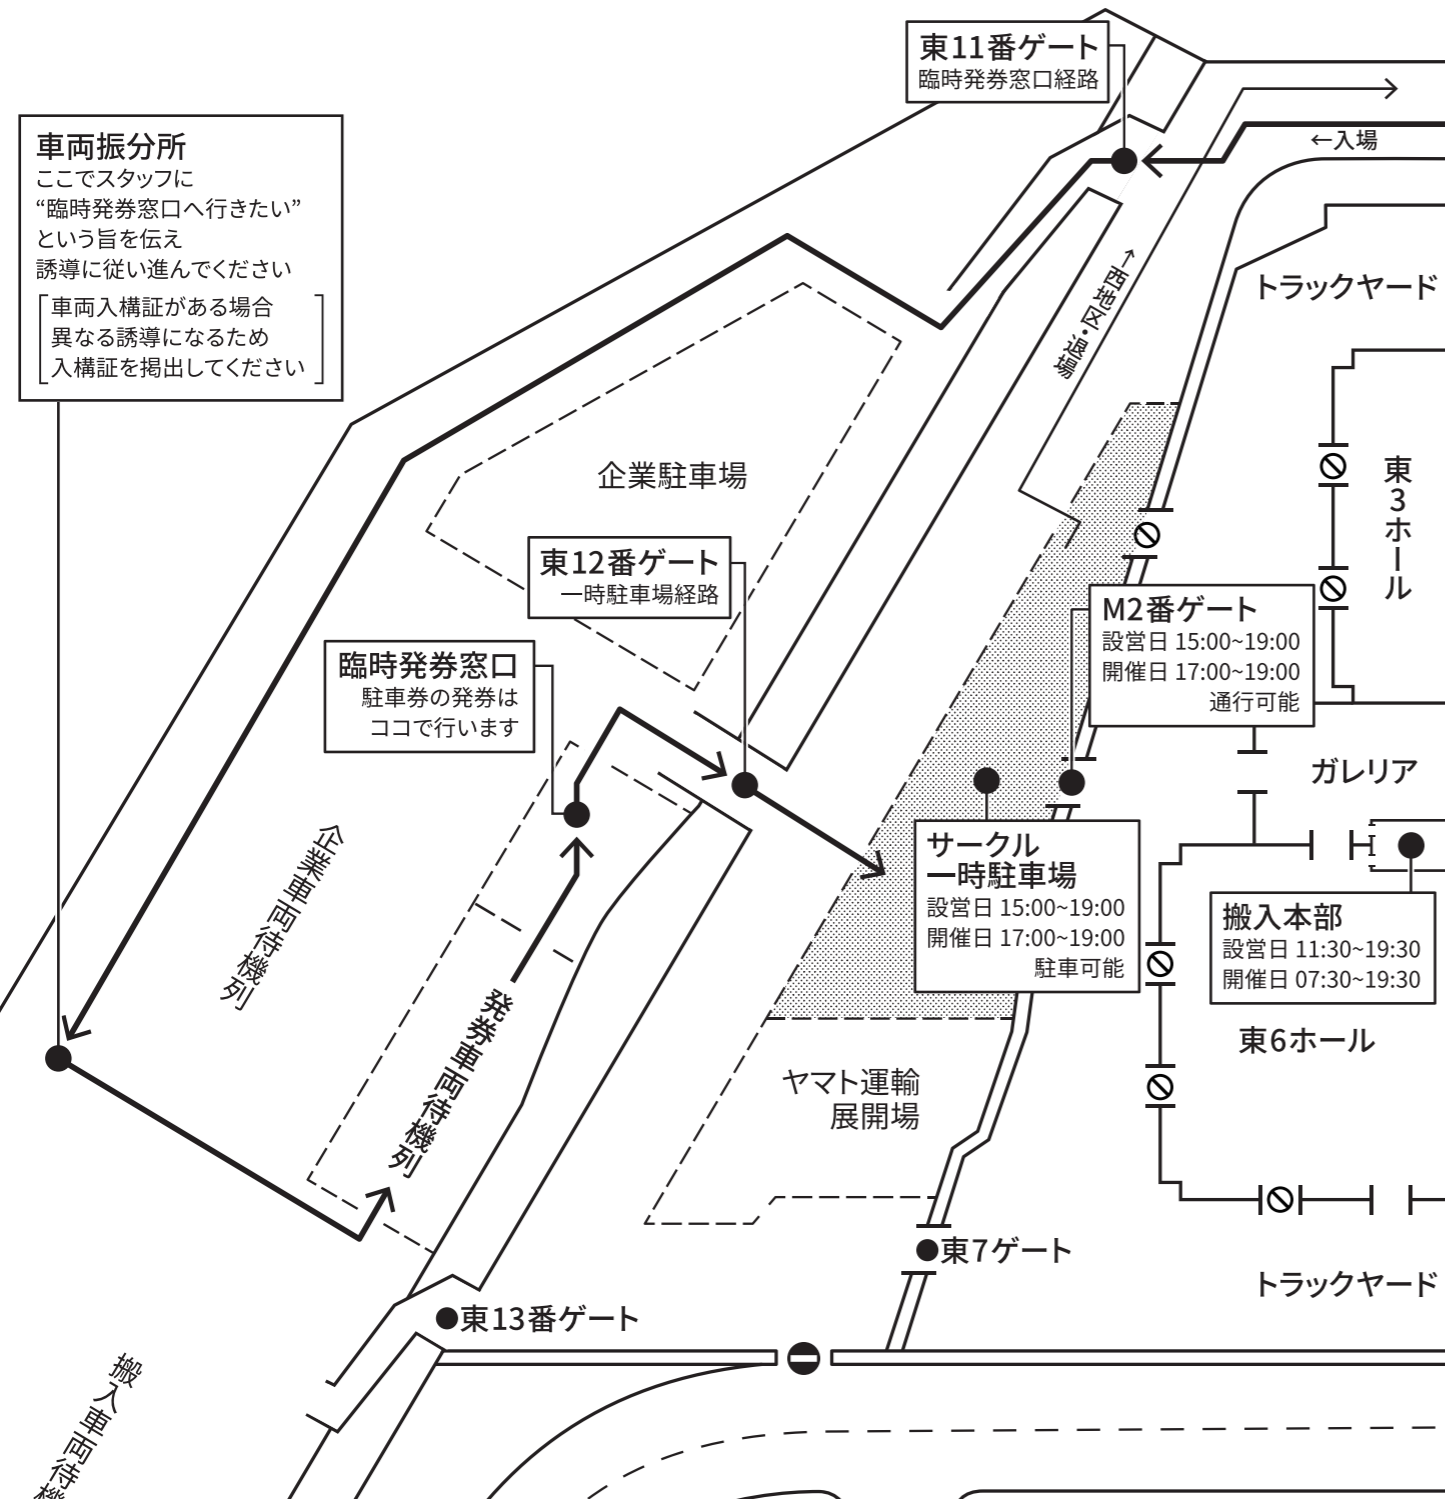 東11番ゲート
臨時発券窓口経路
←入場
車両振分所
ここでスタッフに
“臨時発券窓口へ行きたい”
という旨を伝え
誘導に従い進んでください
車両入構証がある場合
異なる誘導になるため
入構証を掲出してください
←西地区・退場
トラックヤード
企業駐車場
東3ホール
東12番ゲート
一時駐車場経路
M2番ゲート
設営日 15:00~19:00
開催日 17:00~19:00
通行可能
臨時発券窓口
駐車券の発券は
ココで行います
ガレリア
企業車両待機列
サークル
一時駐車場
設営日 15:00~19:00
開催日 17:00~19:00
駐車可能
搬入本部
設営日 11:30~19:30
開催日 07:30~19:30
発券車両待機列
東6ホール
ヤマト運輸
展開場
東7ゲート
トラックヤード
東13番ゲート
搬入車両待機